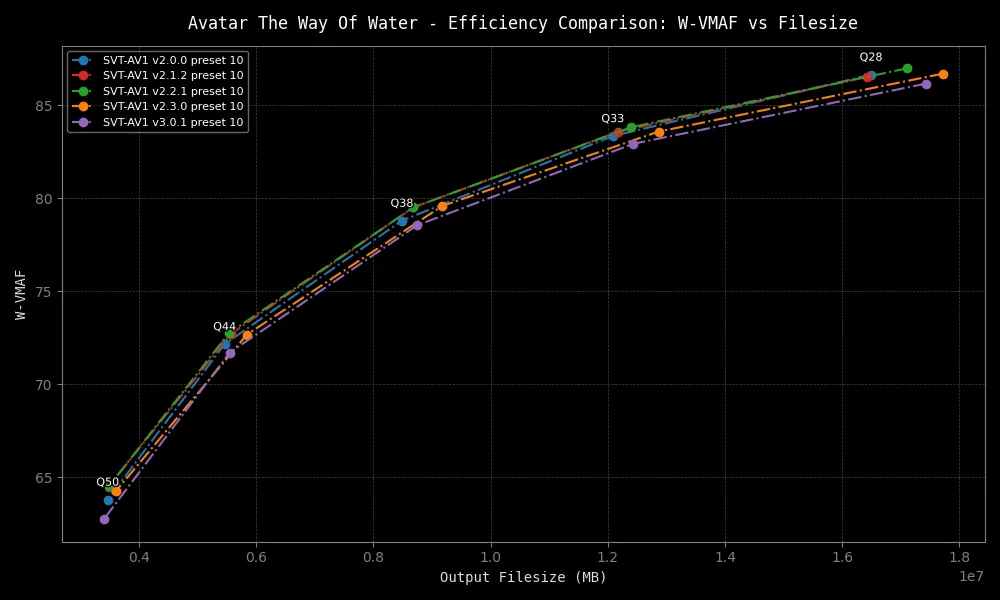 Avatar The Way Of Water - Efficiency Comparison: W-VMAF vs Filesize
SVT-AV1 v2.0.0 preset 10
SVT-AV1 v2.1.2 preset 10
SVT-AV1 v2.2.1 preset 10
SVT-AV1 v2.3.0 preset 10
SVT-AV1 v3.0.1 preset 10
Q28
Q33
Q38
Q44
Q50
85
80
75
70
65
W-VMAF
0.4 0.6 0.8 1.0 1.2 1.4 1.6 1.8
1e7
Output Filesize (MB)